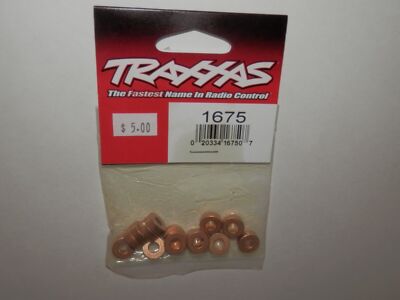 TRAXXAS
The Fastest Name In Radio Control
$ 5.00
1675
0 20334 16750 7